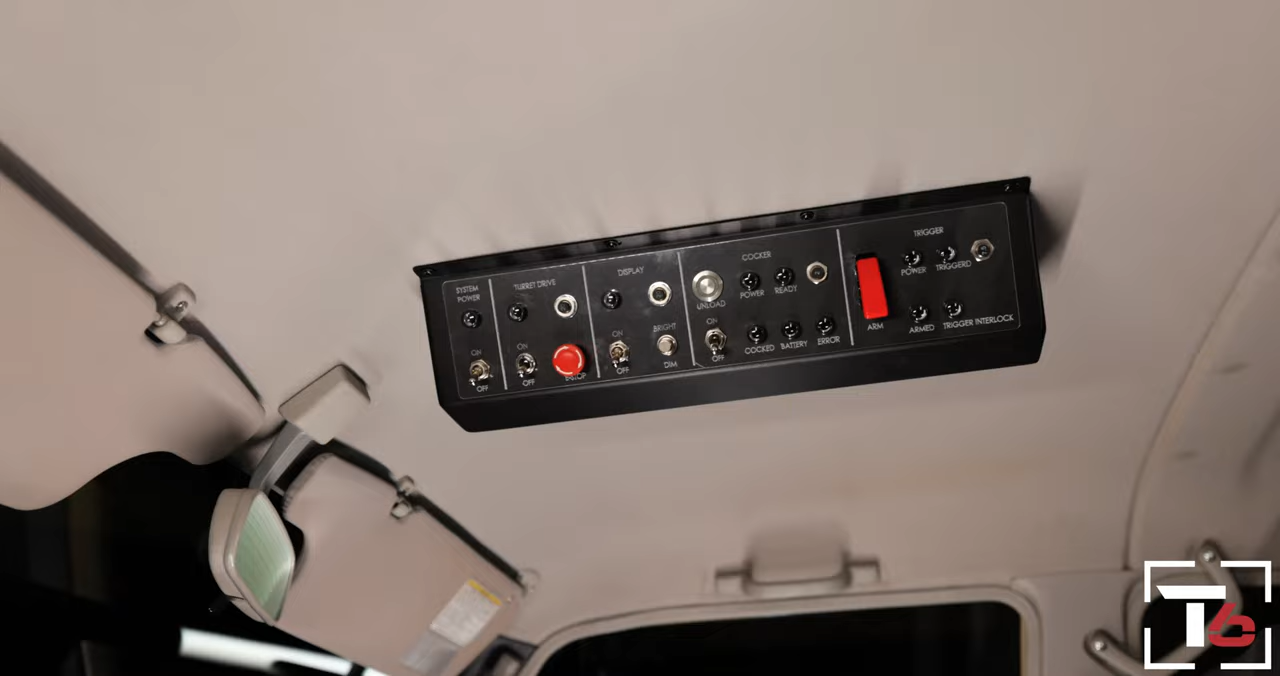 SYSTEM
POWER
ON
OFF
TURRET DRIVE
ON
OFF
DISPLAY
ON
OFF
BRIGHT
DIM
COCKER
UNLOAD
POWER
READY
ON
OFF
COCKED
BATTERY
ERROR
TRIGGER
ARM
POWER
TRIGGERD
ARMED
TRIGGER INTERLOCK
T6